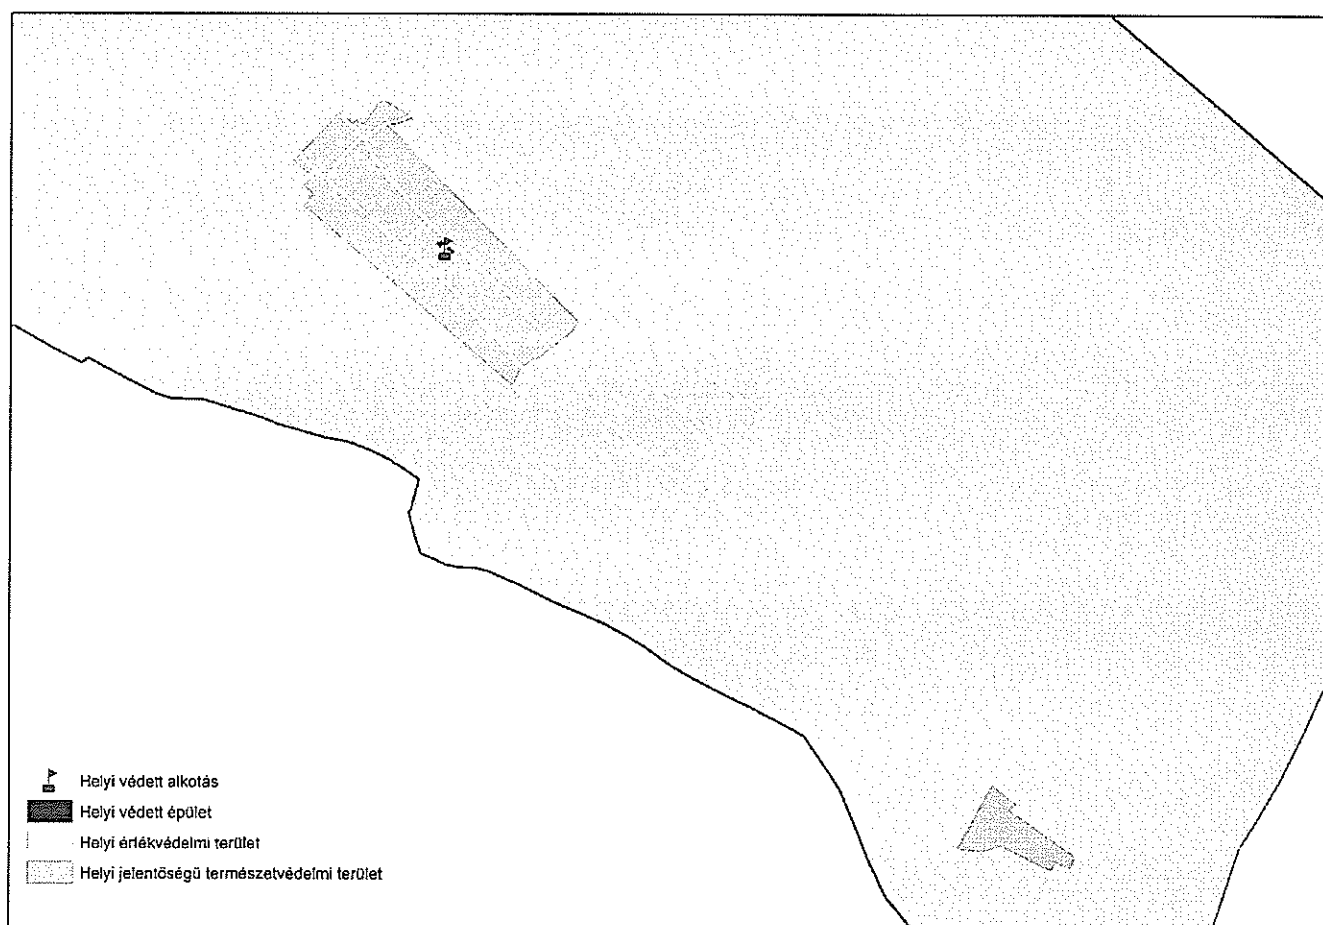 Helyi védett alkotás
Helyi védett épület
Helyi értékvédelmi terület
Helyi jelentőségű természetvédelmi terület